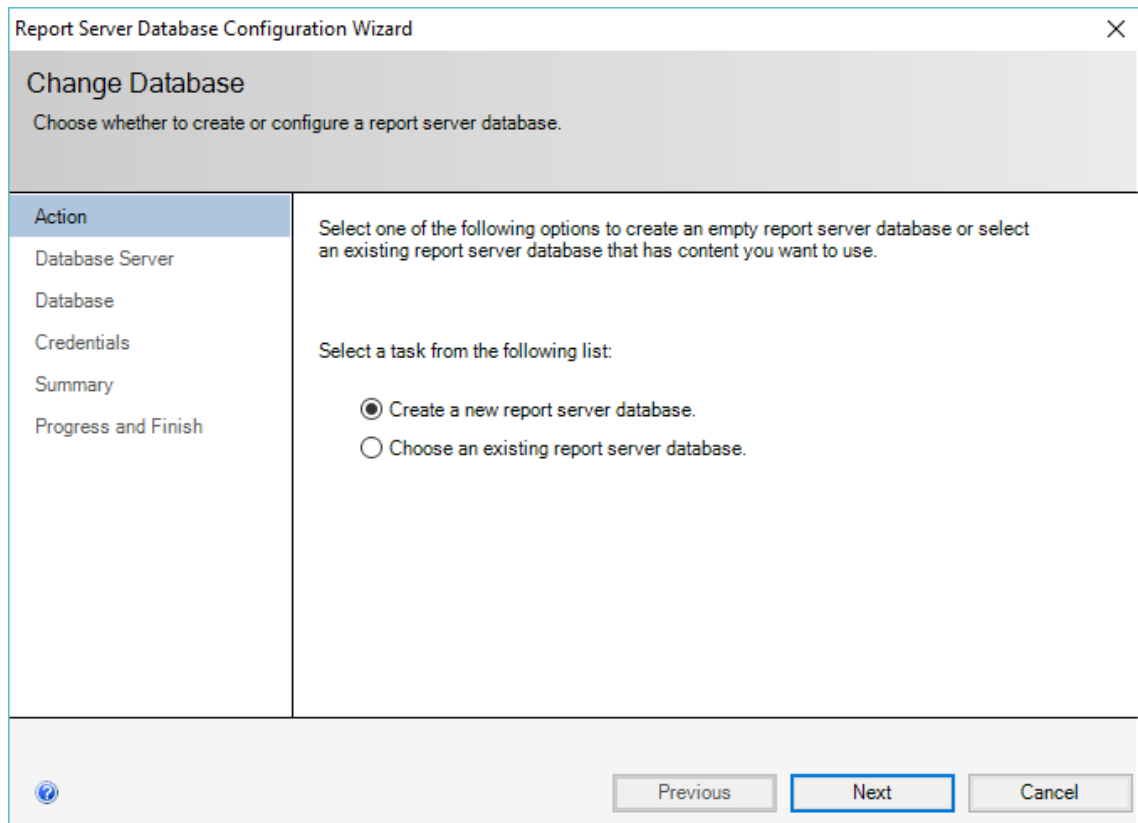 Report Server Database Configuration Wizard
Change Database
Choose whether to create or configure a report server database.
Action
Database Server
Database
Credentials
Summary
Progress and Finish
Select one of the following options to create an empty report server database or select
an existing report server database that has content you want to use.
Select a task from the following list:
Create a new report server database.
Choose an existing report server database.
?
Previous
Next
Cancel